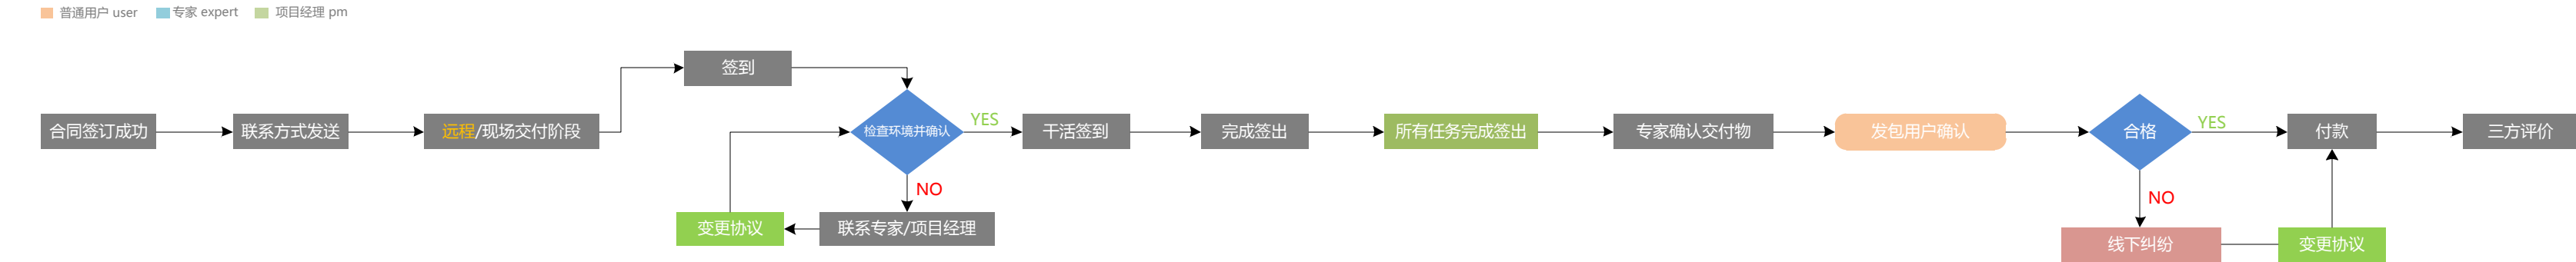 普通用户 user
专家 expert
项目经理 pm
签到
合同签订成功
联系方式发送
远程/现场交付阶段
检查环境并确认
YES
干活签到
完成签出
所有任务完成签出
专家确认交付物
发包用户确认
合格
YES
付款
三方评价
NO
NO
变更协议
联系专家/项目经理
线下纠纷
变更协议